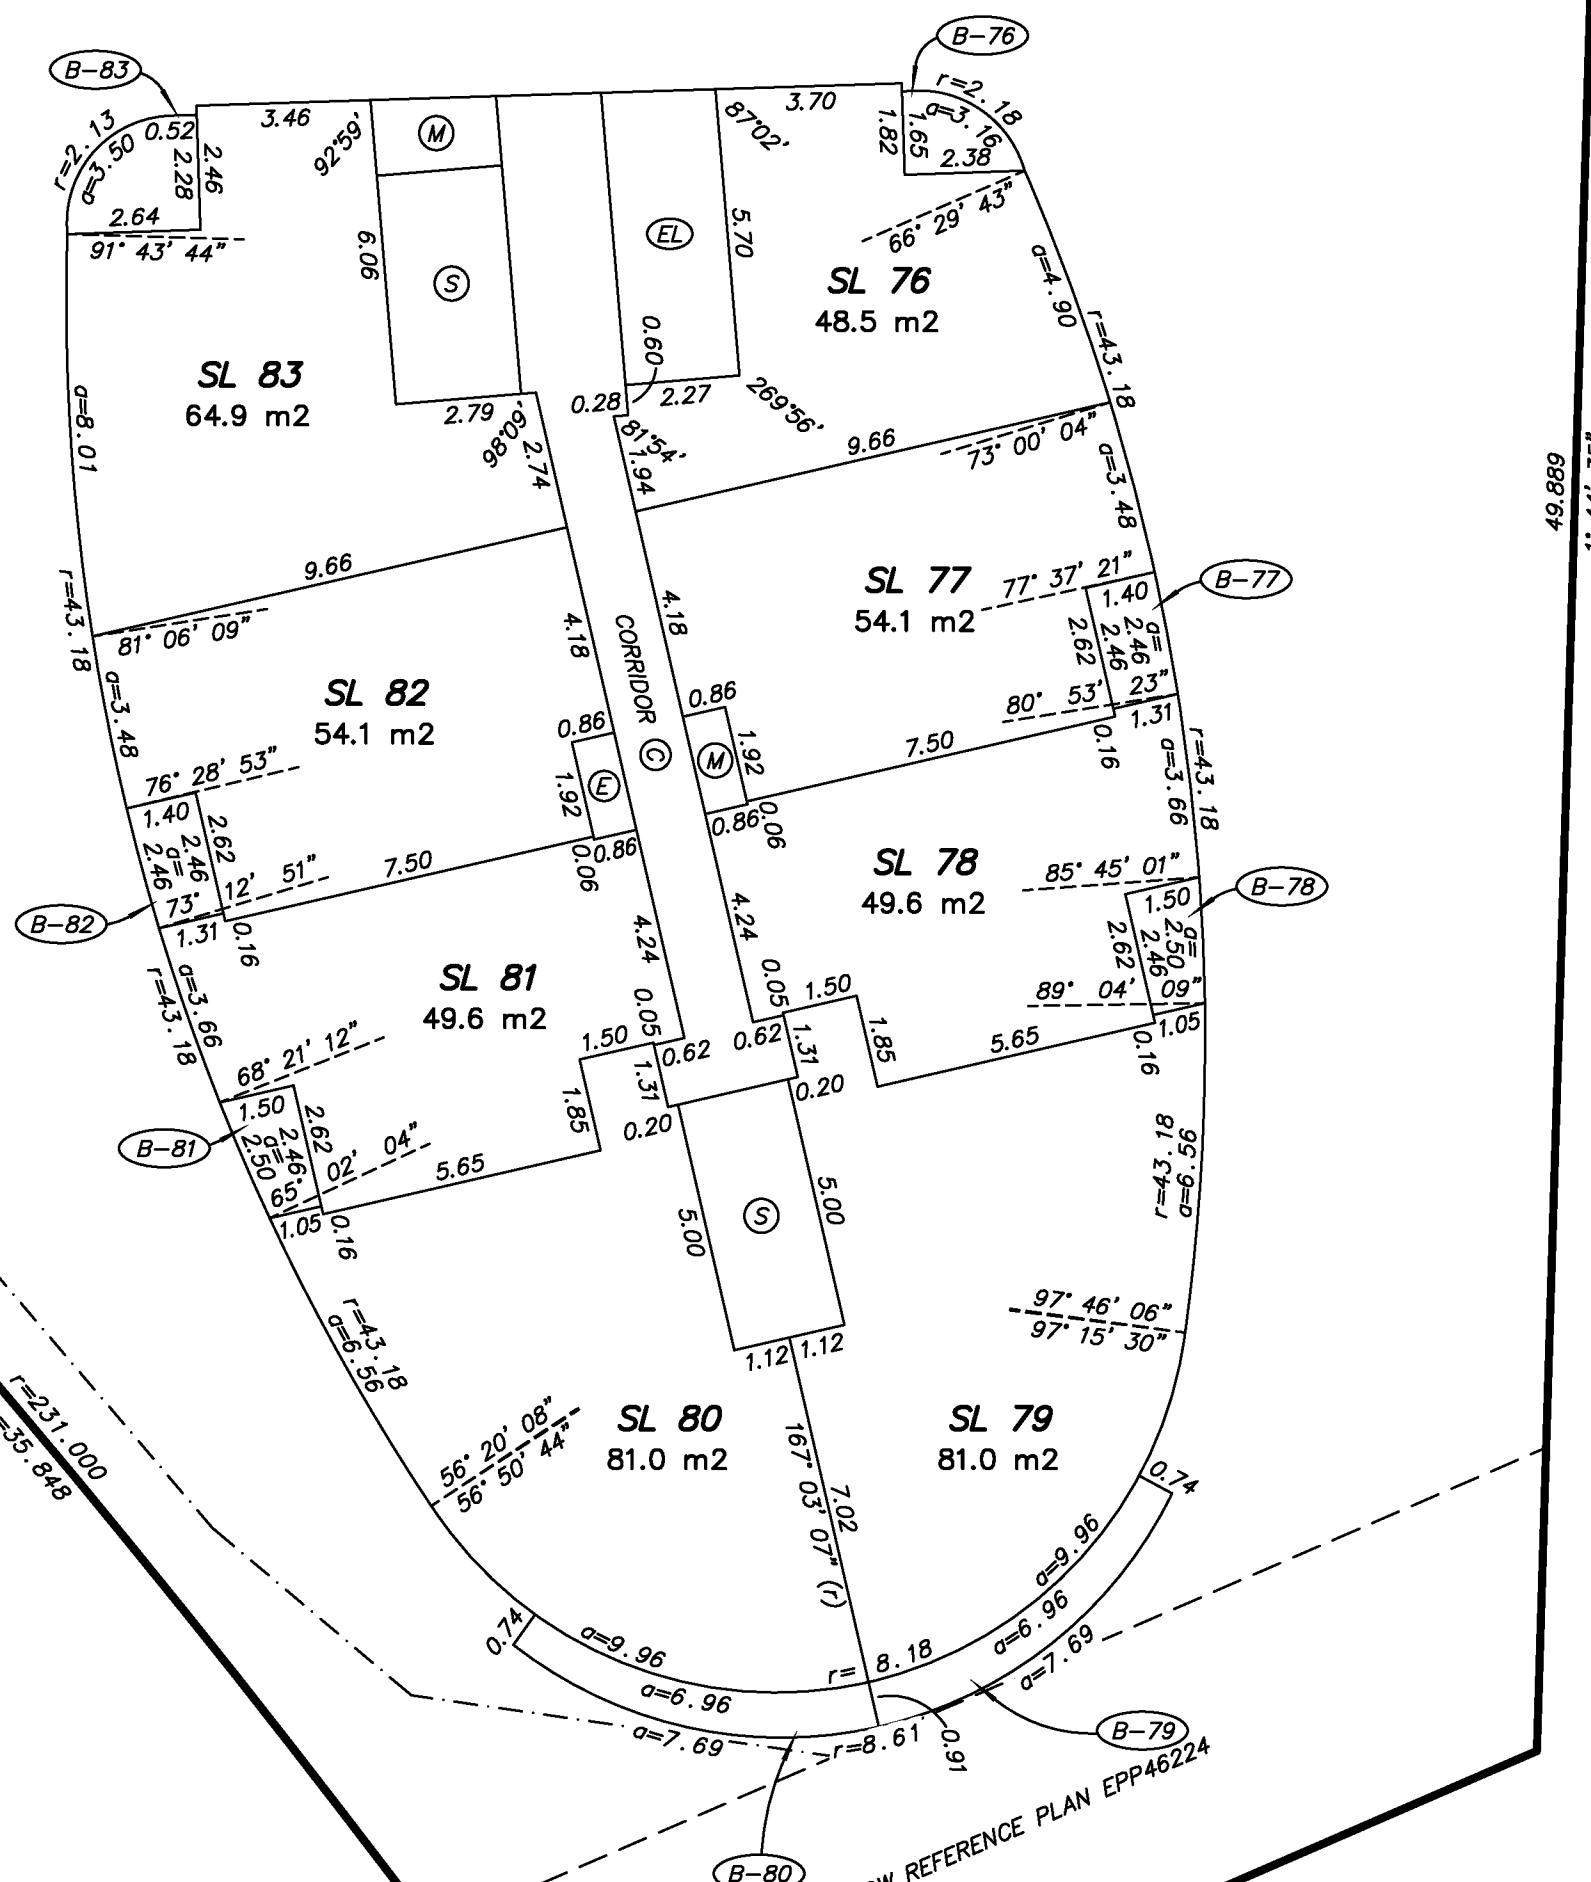 B-83
B-76
r=2.13
a=3.50
0.52
2.28
2.46
2.64
91° 43' 44"
3.46
92°59'
M
6.06
S
2.79
98°09'
2.74
EL
0.60
0.28
2.27
5.70
87°02'
3.70
1.82
1.65
r=2.18
a=3.16
2.38
66° 29' 43"
SL 76
48.5 m2
a=4.90
r=43.18
269°56'
81°54'
1.94
9.66
73° 00' 04"
SL 83
64.9 m2
a=8.01
r=43.18
9.66
81° 06' 09"
a=3.48
SL 77
54.1 m2
77° 37' 21"
1.40
B-77
2.62
2.46
2.46
a=
80° 53' 23"
1.31
0.16
7.50
4.18
4.18
CORRIDOR
C
0.86
M
1.92
0.86
0.06
SL 82
54.1 m2
a=3.48
76° 28' 53"
1.40
2.62
2.46
a=
2.46
73° 12' 51"
B-82
1.31
0.16
7.50
0.86
E
1.92
0.86
0.06
SL 78
49.6 m2
r=43.18
a=3.66
85° 45' 01"
1.50
B-78
2.62
2.46
2.50
a=
89° 04' 09"
1.05
0.16
5.65
1.85
1.50
4.24
0.05
0.62
1.31
0.20
SL 81
49.6 m2
a=3.66
r=43.18
68° 21' 12"
1.50
2.62
2.46
a=
2.50
65° 02' 04"
B-81
1.05
0.16
5.65
1.85
1.50
4.24
0.05
0.62
1.31
0.20
S
5.00
5.00
1.12
1.12
r=43.18
a=9.56
97° 46' 06"
97° 15' 30"
r=43.18
a=6.56
56° 20' 08"
56° 50' 44"
SL 80
81.0 m2
SL 79
81.0 m2
167° 03' 07" (r)
7.02
0.74
a=9.96
a=6.96
a=7.69
0.74
a=9.96
a=6.96
a=7.69
r= 8.18
r=8.61
0.91
B-79
B-80
REFERENCE PLAN EPP46224
r=231.000
=35.848
49.889